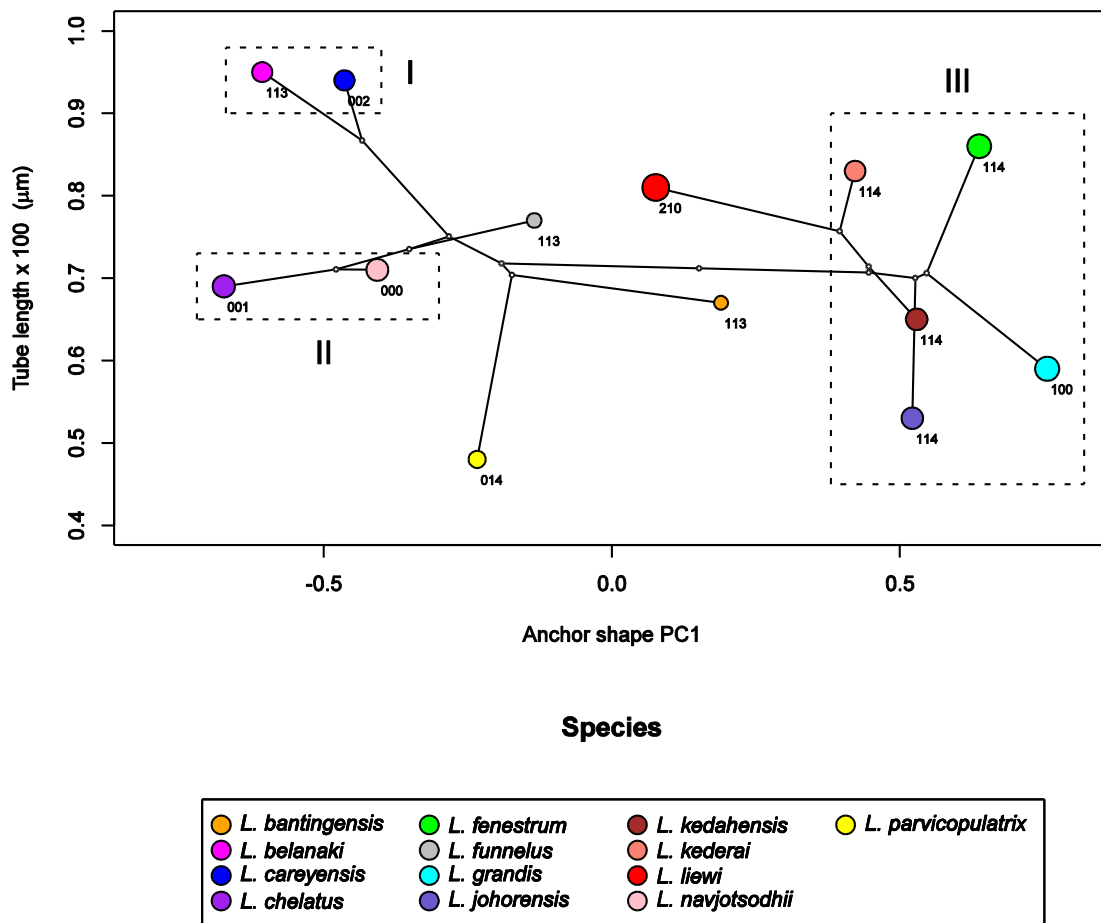 1.0
0.9
0.8
0.7
0.6
0.5
0.4
Tube length x 100 (μm)
I
II
III
113
002
113
001
000
210
114
114
113
114
100
114
014
-0.5
0.0
0.5
Anchor shape PC1
Species
L. bantingensis
L. belanaki
L. careyensis
L. chelatus
L. fenestrum
L. funnelus
L. grandis
L. johorensis
L. kedahensis
L. kederai
L. liewi
L. navjotsodhii
L. parvicopulatrix